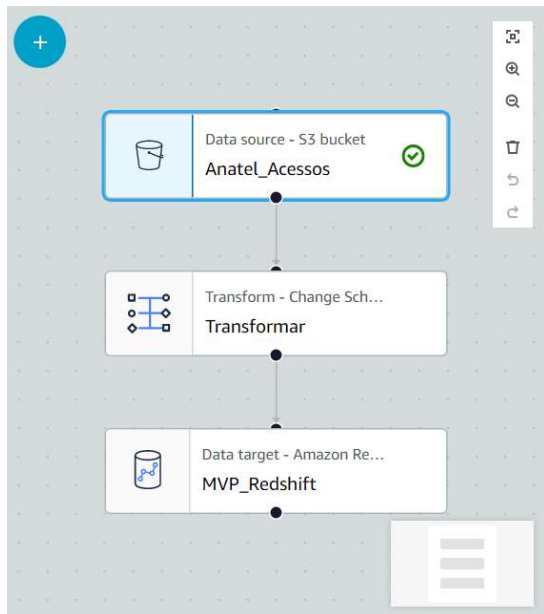 Data source - S3 bucket
Anatel_Acessos
Transform - Change Sch...
Transformar
Data target - Amazon Re...
MVP_Redshift